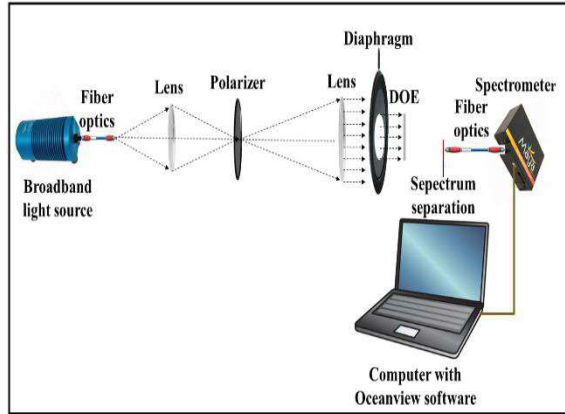 Diaphragm
Fiber
optics
Lens
Polarizer
Lens
DOE
Spectrometer
Fiber
optics
Maya
Broadband
light source
Sepectrum
separation
Computer with
Oceanview software